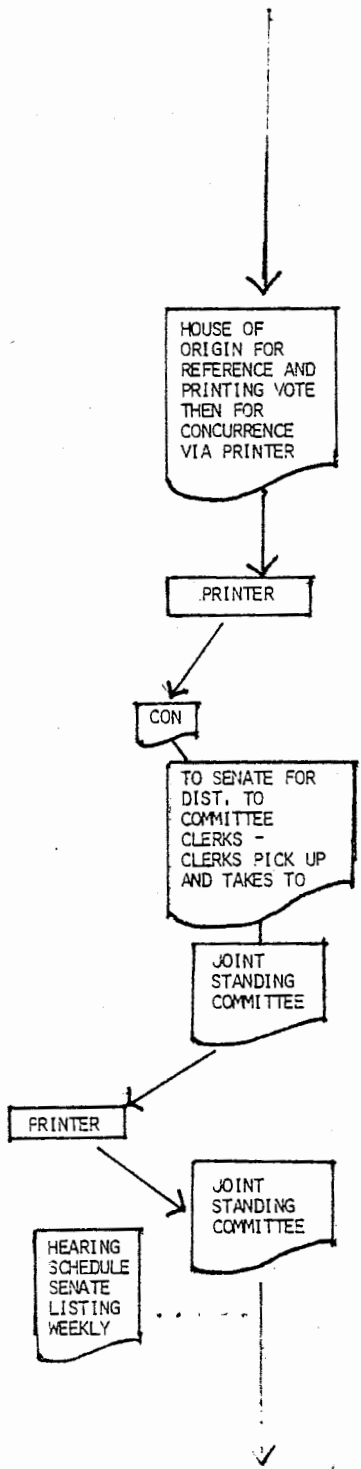 HOUSE OF
ORIGIN FOR
REFERENCE AND
PRINTING VOTE
THEN FOR
CONCURRENCE
VIA PRINTER
PRINTER
CON
TO SENATE FOR
DIST. TO
COMMITTEE
CLERKS -
CLERKS PICK UP
AND TAKES TO
JOINT
STANDING
COMMITTEE
PRINTER
JOINT
STANDING
COMMITTEE
HEARING
SCHEDULE
SENATE
LISTING
WEEKLY